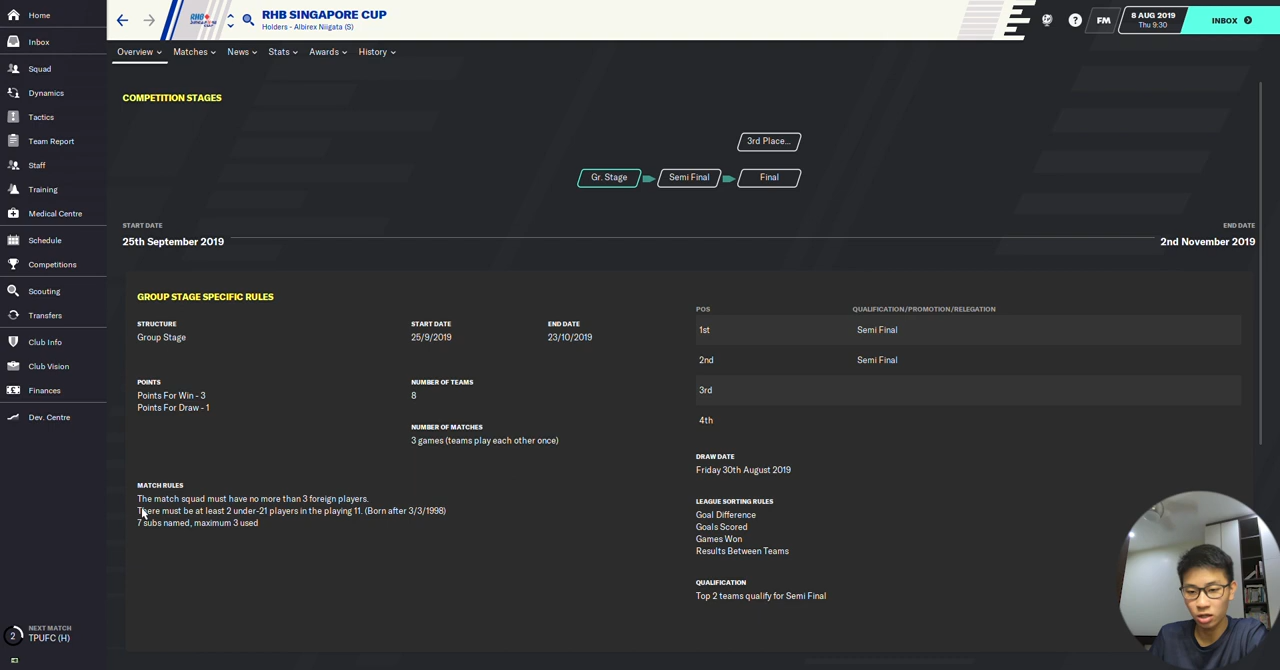 Home
RHB SINGAPORE CUP
Holders - Albirex Niigata (S)
FM
8 AUG 2019
Thu 9:30
INBOX
Inbox
Squad
Dynamics
Tactics
Team Report
Staff
Training
Medical Centre
Schedule
Competitions
Scouting
Transfers
Club Info
Club Vision
Finances
Dev. Centre
2
NEXT MATCH
TPUFC (H)
Overview
Matches
News
Stats
Awards
History
COMPETITION STAGES
3rd Place...
Gr. Stage
Semi Final
Final
START DATE
25th September 2019
END DATE
2nd November 2019
GROUP STAGE SPECIFIC RULES
STRUCTURE
Group Stage
START DATE
25/9/2019
END DATE
23/10/2019
POINTS
Points For Win - 3
Points For Draw - 1
NUMBER OF TEAMS
8
NUMBER OF MATCHES
3 games (teams play each other once)
MATCH RULES
The match squad must have no more than 3 foreign players.
There must be at least 2 under-21 players in the playing 11. (Born after 3/3/1998)
7 subs named, maximum 3 used
POS
QUALIFICATION/PROMOTION/RELEGATION
1st
Semi Final
2nd
Semi Final
3rd
4th
DRAW DATE
Friday 30th August 2019
LEAGUE SORTING RULES
Goal Difference
Goals Scored
Games Won
Results Between Teams
QUALIFICATION
Top 2 teams qualify for Semi Final